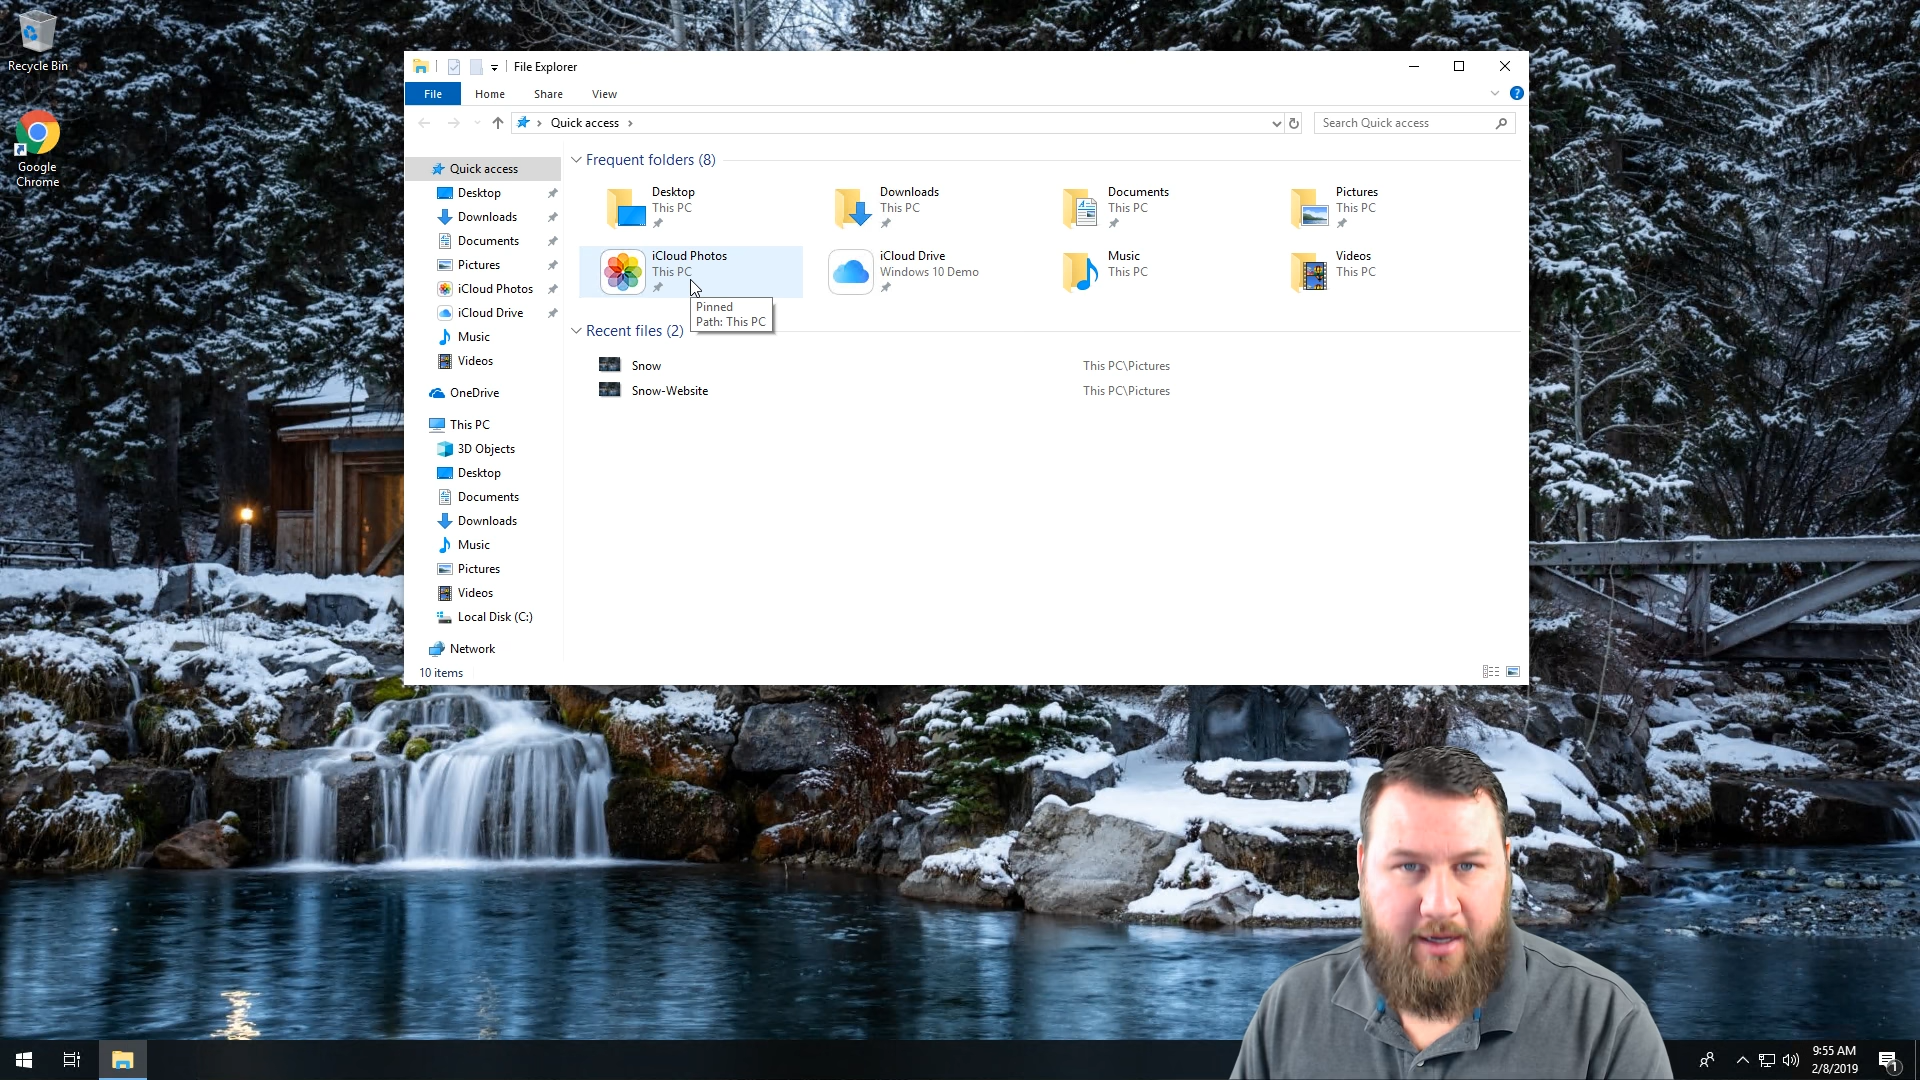 Recycle Bin
Google
Chrome
File Explorer
File
Home
Share
View
?
Quick access
Search Quick access
Quick access
Desktop
Downloads
Documents
Pictures
iCloud Photos
iCloud Drive
Music
Videos
OneDrive
This PC
3D Objects
Desktop
Documents
Downloads
Music
Pictures
Videos
Local Disk (C:)
Network
Frequent folders (8)
Desktop
This PC
Downloads
This PC
Documents
This PC
Pictures
This PC
iCloud Photos
This PC
iCloud Drive
Windows 10 Demo
Music
This PC
Videos
This PC
Pinned
Path: This PC
Recent files (2)
Snow
This PC\Pictures
Snow-Website
This PC\Pictures
10 items
9:55 AM
2/8/2019
1